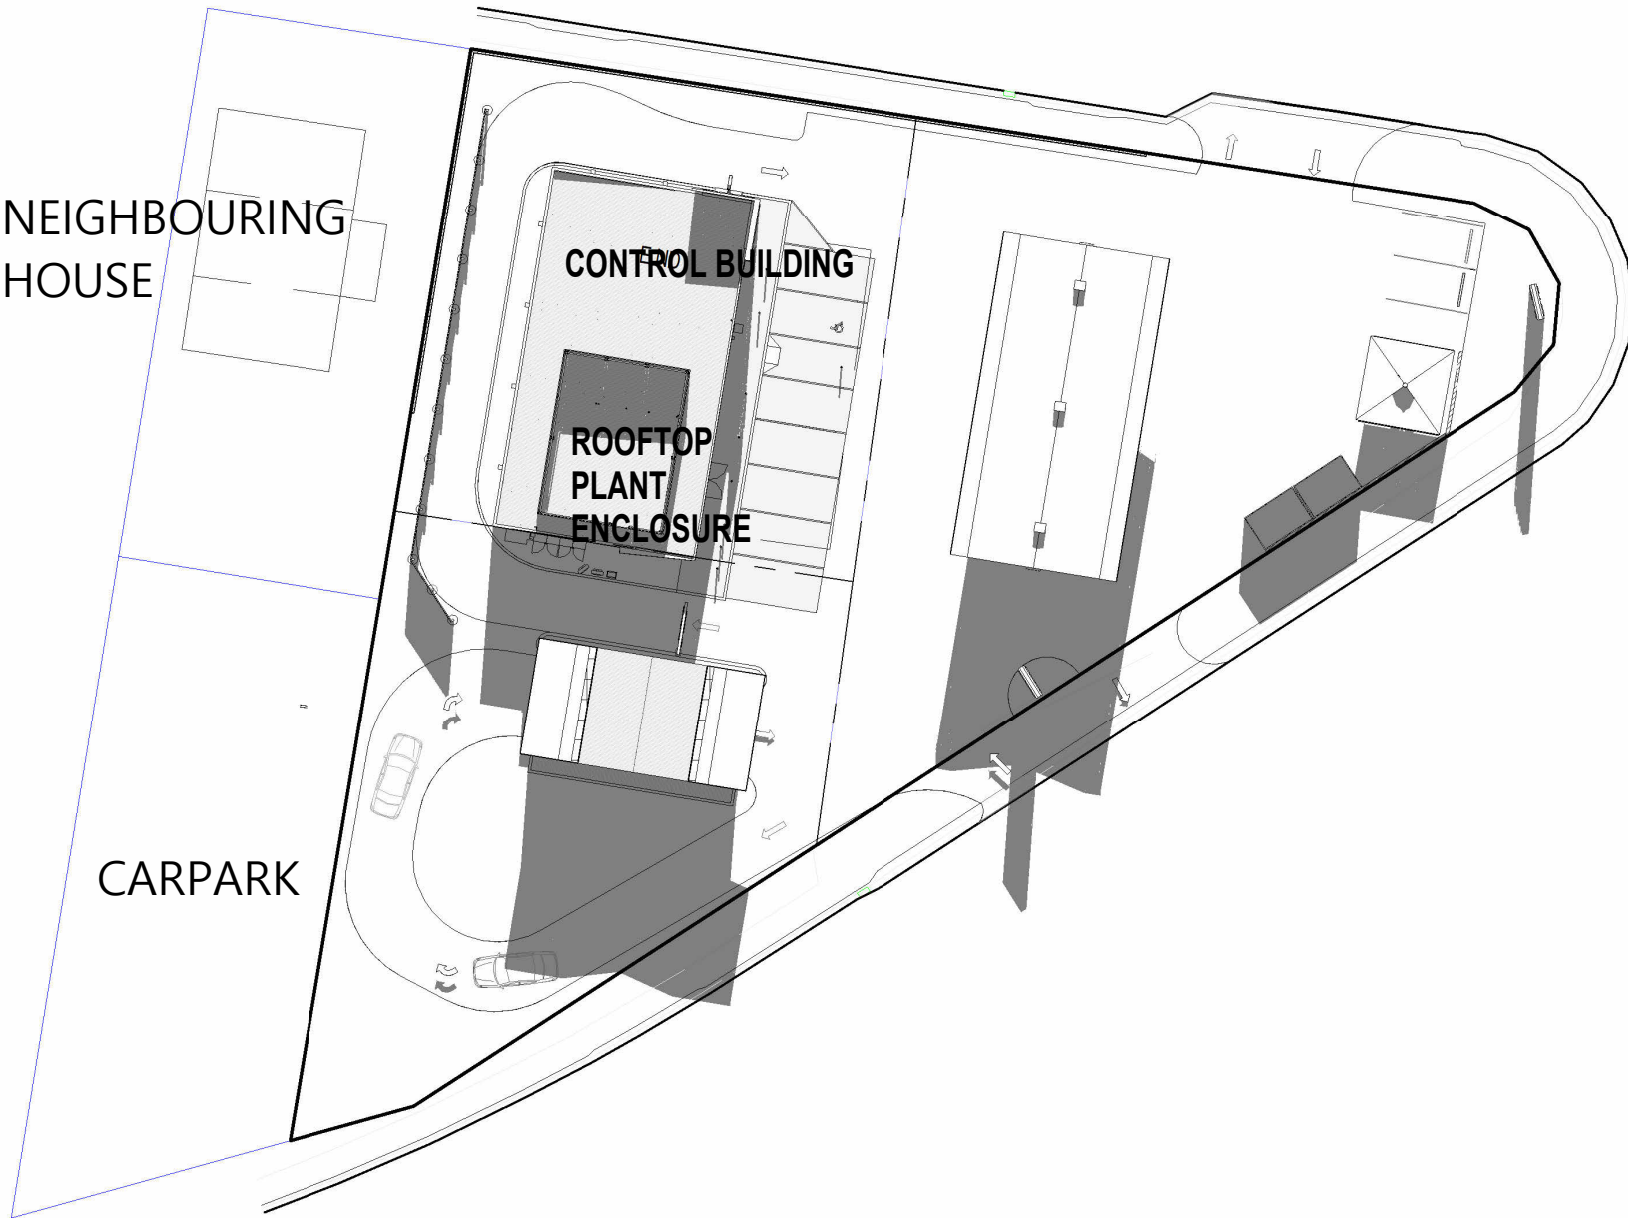 NEIGHBOURING
HOUSE
CONTROL BUILDING
ROOFTOP
PLANT
ENCLOSURE
CARPARK